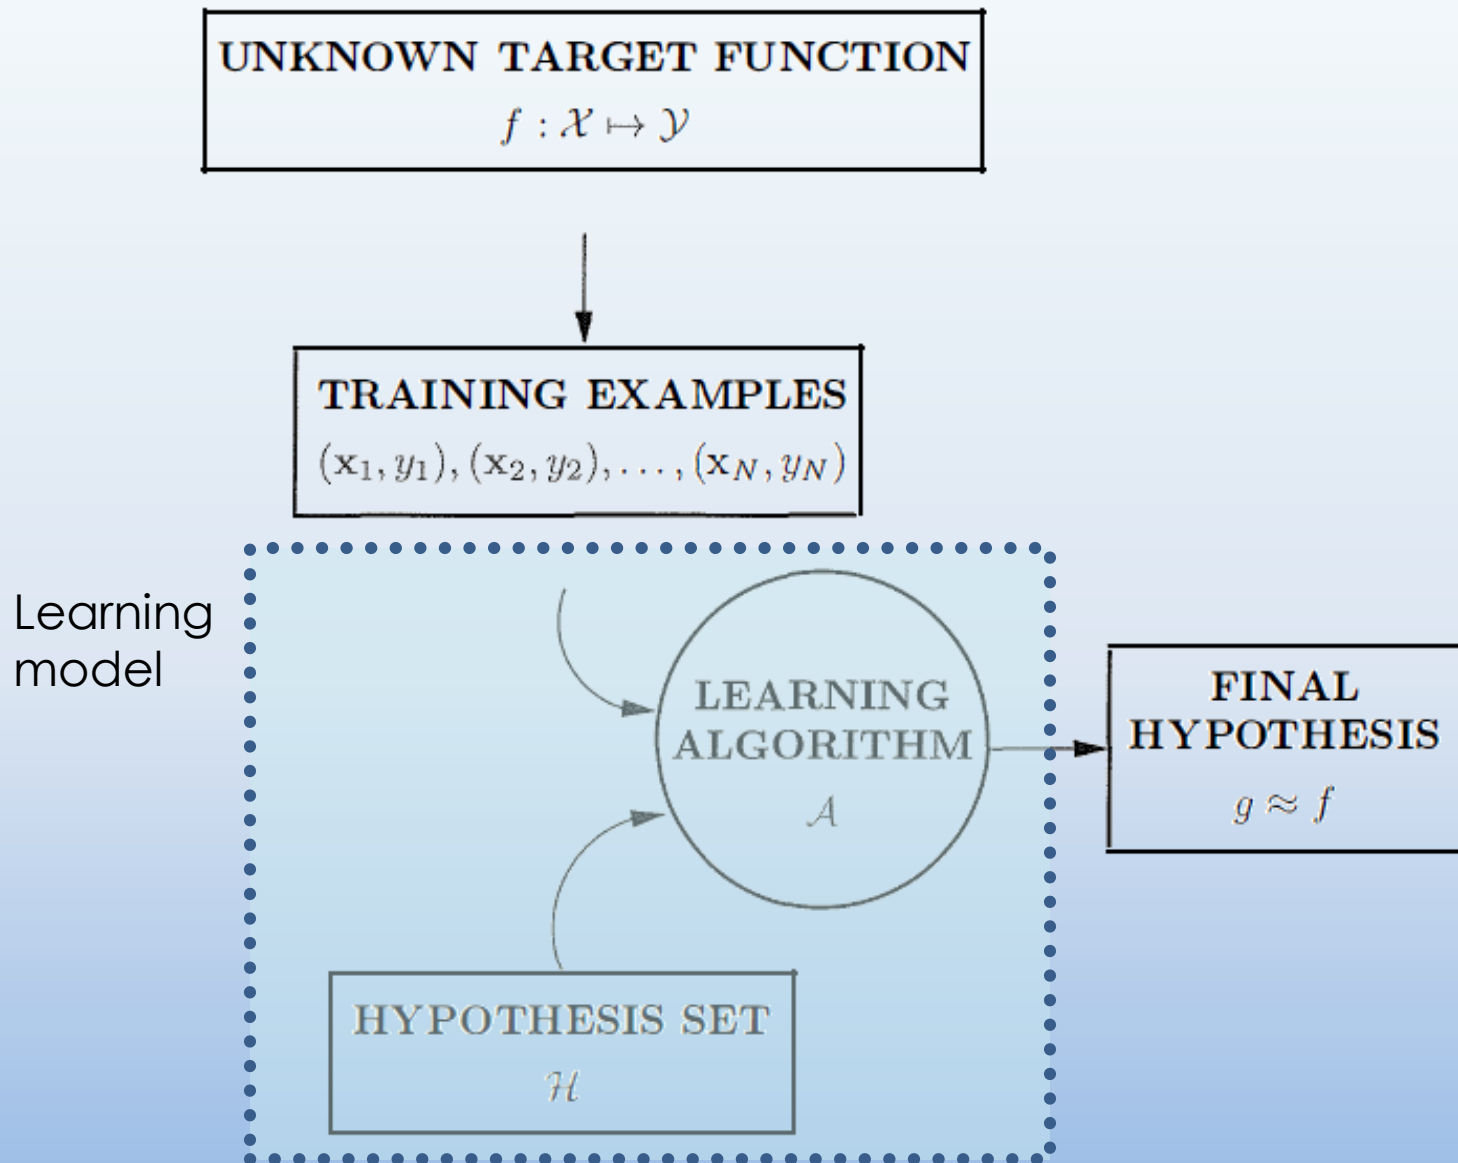 UNKNOWN TARGET FUNCTION
f : 𝒳 ↦ 𝒴
TRAINING EXAMPLES
(x₁, y₁), (x₂, y₂), . . . , (x_N, y_N)
Learning
model
LEARNING
ALGORITHM
𝒜
FINAL
HYPOTHESIS
g ≈ f
HYPOTHESIS SET
ℋ